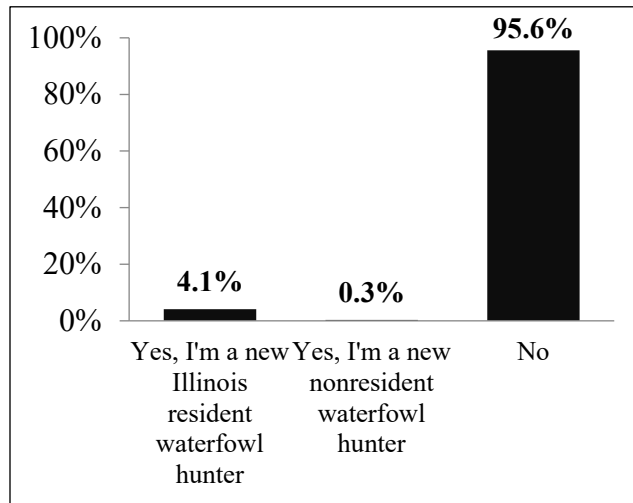 100%
80%
60%
40%
20%
0%
4.1%
0.3%
95.6%
Yes, I'm a new
Illinois
resident
waterfowl
hunter
Yes, I'm a new
nonresident
waterfowl
hunter
No